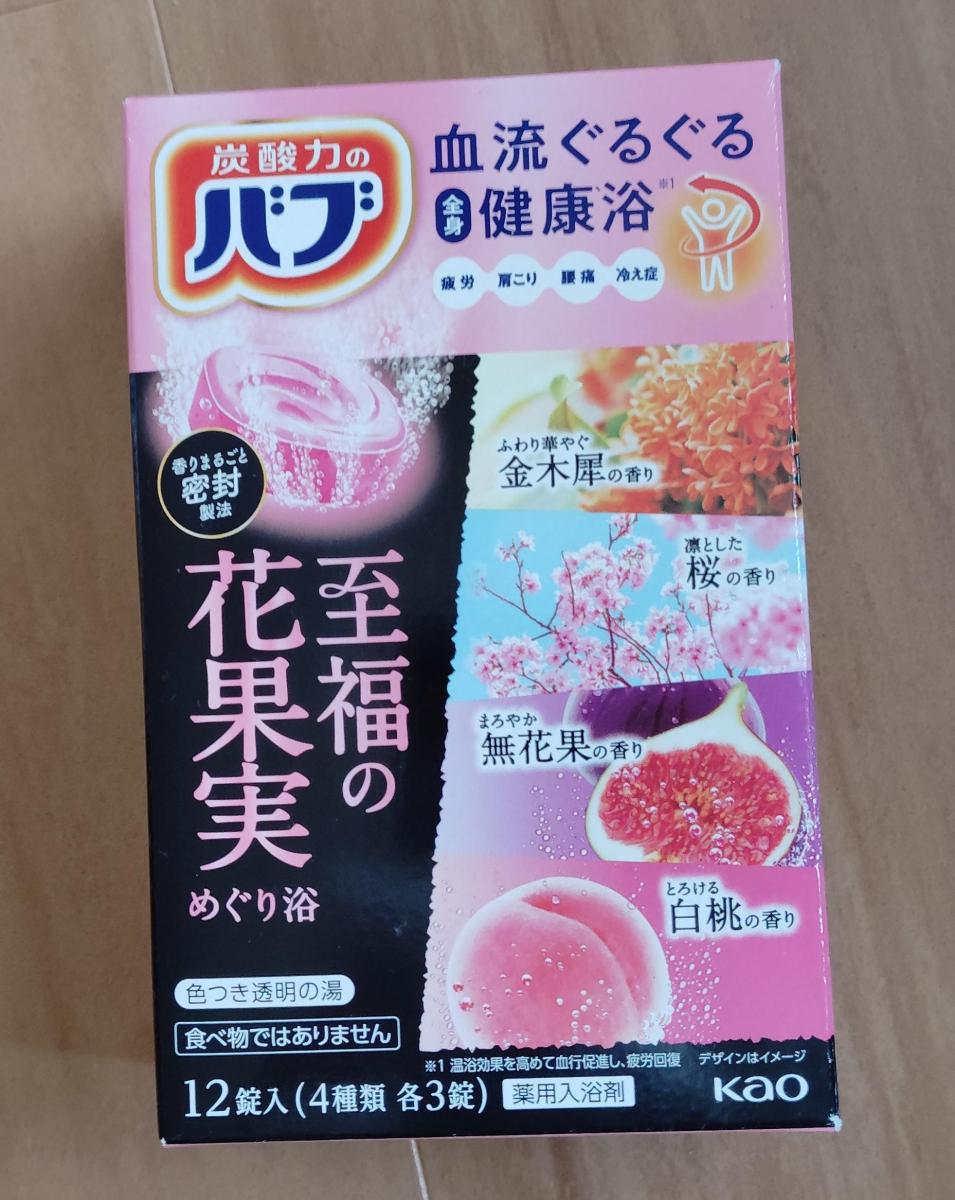 炭酸力の
バブ
血流ぐるぐる
全身 健康浴 ※1
疲労 肩こり 腰痛 冷え症
香りまるごと
密封
製法
至福の
花果実
めぐり浴
ふわり華やぐ
金木犀の香り
凛とした
桜の香り
まろやか
無花果の香り
とろける
白桃の香り
色つき透明の湯
食べ物ではありません
※1 温浴効果を高めて血行促進し、疲労回復 デザインはイメージ
12錠入(4種類 各3錠) 薬用入浴剤
Kao